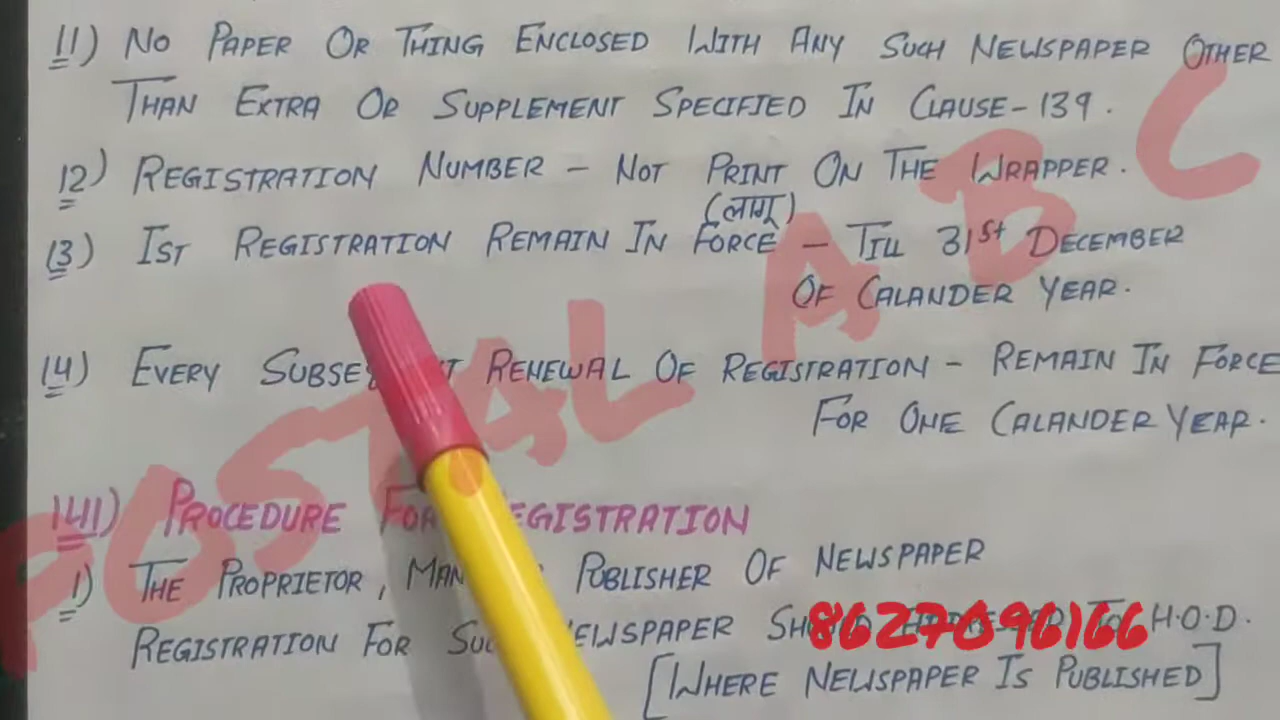 11) NO PAPER OR THING ENCLOSED WITH ANY SUCH NEWSPAPER OTHER
THAN EXTRA OR SUPPLEMENT SPECIFIED IN CLAUSE-139.
12) REGISTRATION NUMBER – NOT PRINT ON THE WRAPPER.
(लागू)
13) IST REGISTRATION REMAIN IN FORCE – TILL 31st DECEMBER
OF CALANDER YEAR.
14) EVERY RENEWAL OF REGISTRATION – REMAIN IN FORCE
FOR ONE CALANDER YEAR.
141) PROCEDURE FOR REGISTRATION
1) THE PROPRIETOR, PUBLISHER OF NEWSPAPER
REGISTRATION FOR NEWSPAPER TO H.O.D.
[WHERE NEWSPAPER IS PUBLISHED]
POSTAL ABC
8627096166